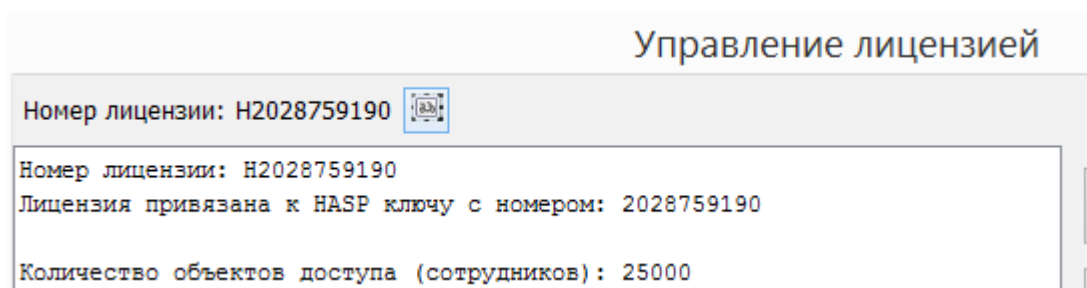 Управление лицензией
Номер лицензии: H2028759190
Номер лицензии: H2028759190
Лицензия привязана к HASP ключу с номером: 2028759190
Количество объектов доступа (сотрудников): 25000